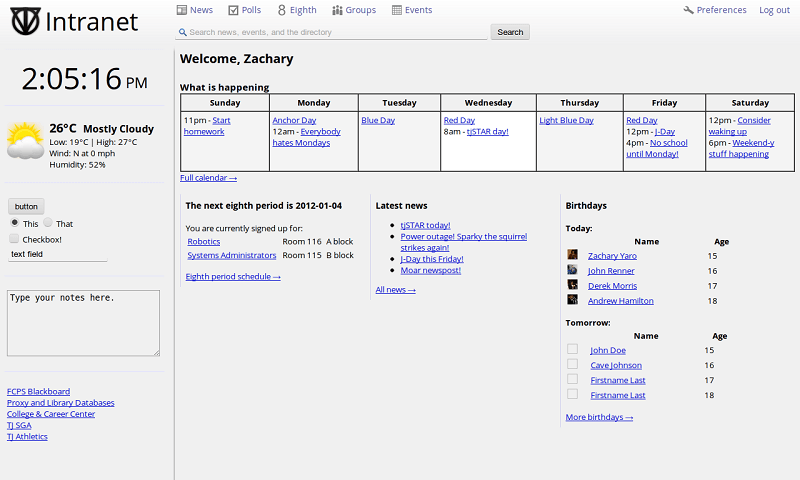 Intranet
News Polls Eighth Groups Events Preferences Log out
Search news, events, and the directory Search
2:05:16 PM
26°C Mostly Cloudy
Low: 19°C | High: 27°C
Wind: N at 0 mph
Humidity: 52%
button
This That
Checkbox!
text field
Type your notes here.
FCPS Blackboard
Proxy and Library Databases
College & Career Center
TJ SGA
TJ Athletics
Welcome, Zachary
What is happening
Sunday Monday Tuesday Wednesday Thursday Friday Saturday
11pm - Start homework
Anchor Day
12am - Everybody hates Mondays
Blue Day
Red Day
8am - tjSTAR day!
Light Blue Day
Red Day
12pm - J-Day
4pm - No school until Monday!
12pm - Consider waking up
6pm - Weekend-y stuff happening
Full calendar →
The next eighth period is 2012-01-04
You are currently signed up for:
Robotics Room 116 A block
Systems Administrators Room 115 B block
Eighth period schedule →
Latest news
tjSTAR today!
Power outage! Sparky the squirrel
strikes again!
J-Day this Friday!
Moar newspost!
All news →
Birthdays
Today:
Name Age
Zachary Yaro 15
John Renner 16
Derek Morris 17
Andrew Hamilton 18
Tomorrow:
Name Age
John Doe 15
Cave Johnson 16
Firstname Last 17
Firstname Last 18
More birthdays →